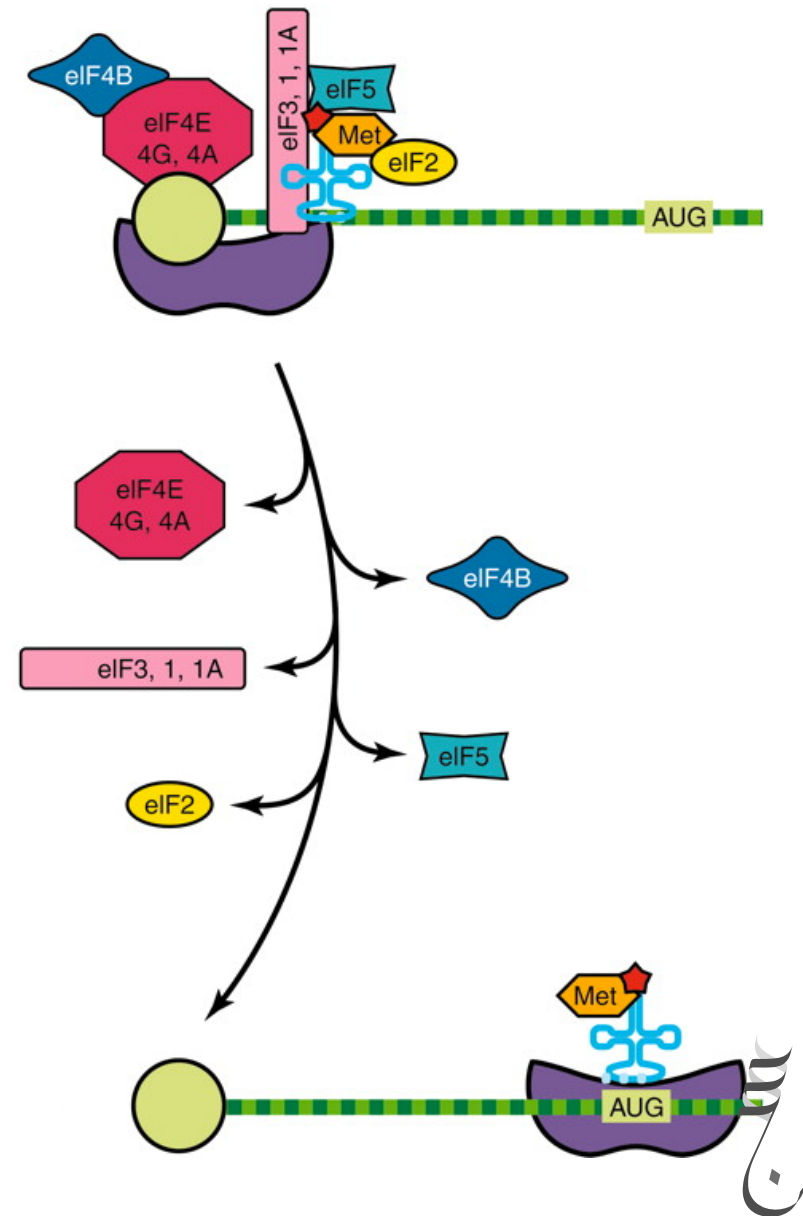 eIF4B
eIF4E
4G, 4A
eIF3, 1, 1A
eIF5
Met
eIF2
AUG
eIF4E
4G, 4A
eIF4B
eIF3, 1, 1A
eIF5
eIF2
Met
AUG